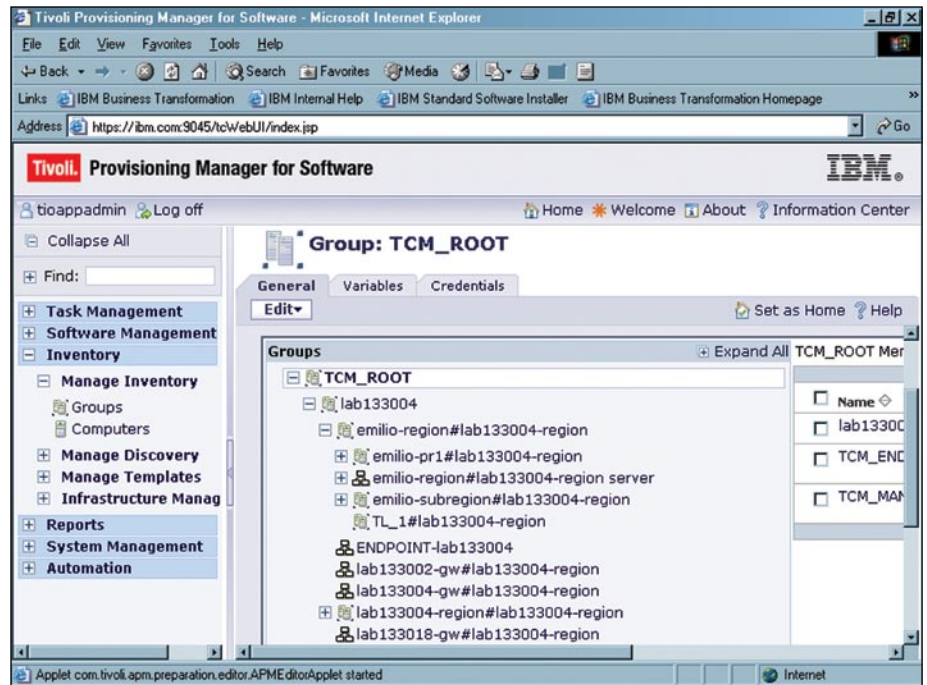 Tivoli Provisioning Manager for Software - Microsoft Internet Explorer
File Edit View Favorites Tools Help
Back Search Favorites Media
Links IBM Business Transformation IBM Internal Help IBM Standard Software Installer IBM Business Transformation Homepage »
Address https://ibm.com:9045/tcWebUI/index.jsp Go
Tivoli. Provisioning Manager for Software IBM®
tioappadmin Log off Home Welcome About Information Center
Collapse All
Find:
Task Management
Software Management
Inventory
Manage Inventory
Groups
Computers
Manage Discovery
Manage Templates
Infrastructure Manag
Reports
System Management
Automation
Group: TCM_ROOT
General Variables Credentials
Edit Set as Home Help
Groups Expand All
TCM_ROOT
lab133004
emilio-region#lab133004-region
emilio-pr1#lab133004-region
emilio-region#lab133004-region server
emilio-subregion#lab133004-region
TL_1#lab133004-region
ENDPOINT-lab133004
lab133002-gw#lab133004-region
lab133004-gw#lab133004-region
lab133004-region#lab133004-region
lab133018-gw#lab133004-region
TCM_ROOT Mer
Name
lab13300
TCM_END
TCM_MAN
Applet com.tivoli.apm.preparation.editor.APMEditorApplet started Internet